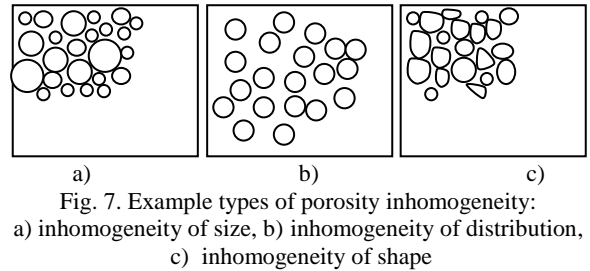 a) b) c)
Fig. 7. Example types of porosity inhomogeneity:
a) inhomogeneity of size, b) inhomogeneity of distribution,
c) inhomogeneity of shape